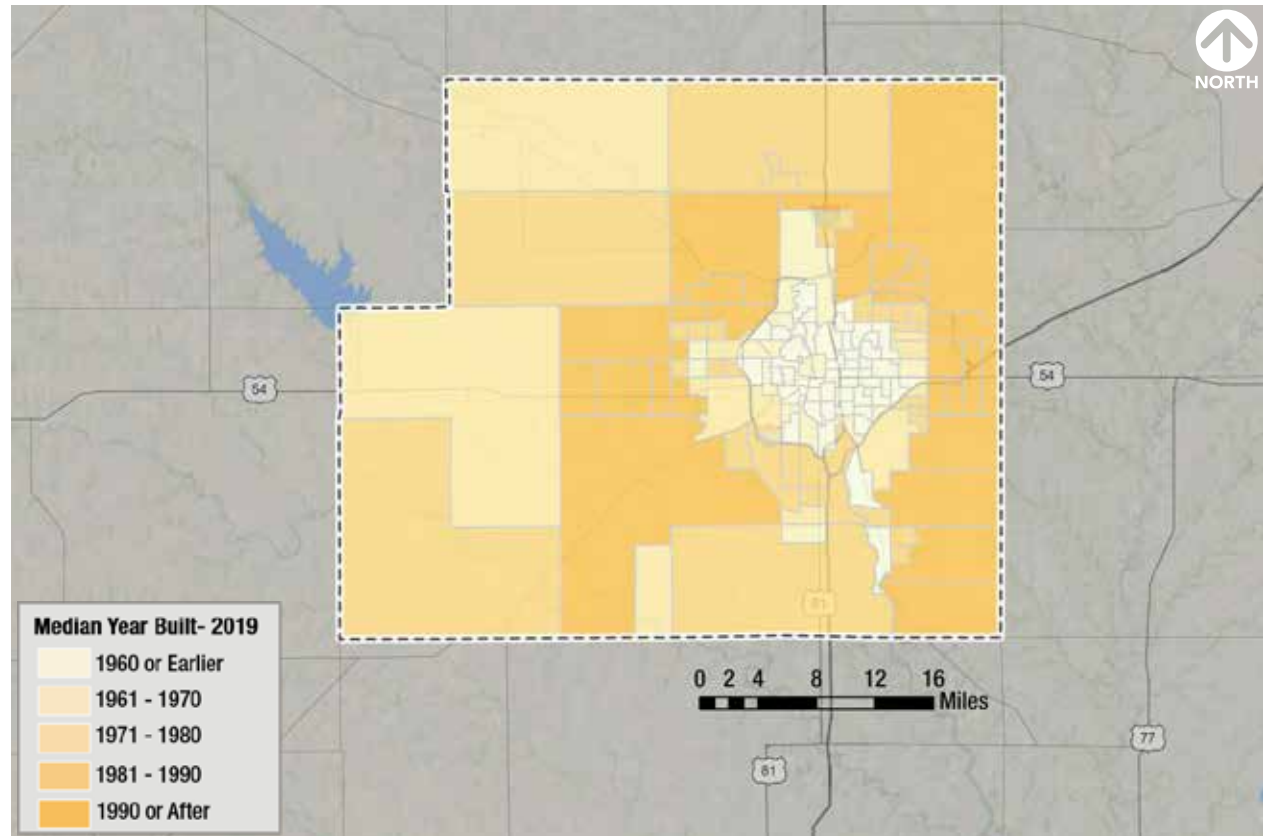 NORTH
54
54
81
0 2 4 8 12 16
Miles
Median Year Built- 2019
1960 or Earlier
1961 - 1970
1971 - 1980
1981 - 1990
1990 or After
77
81